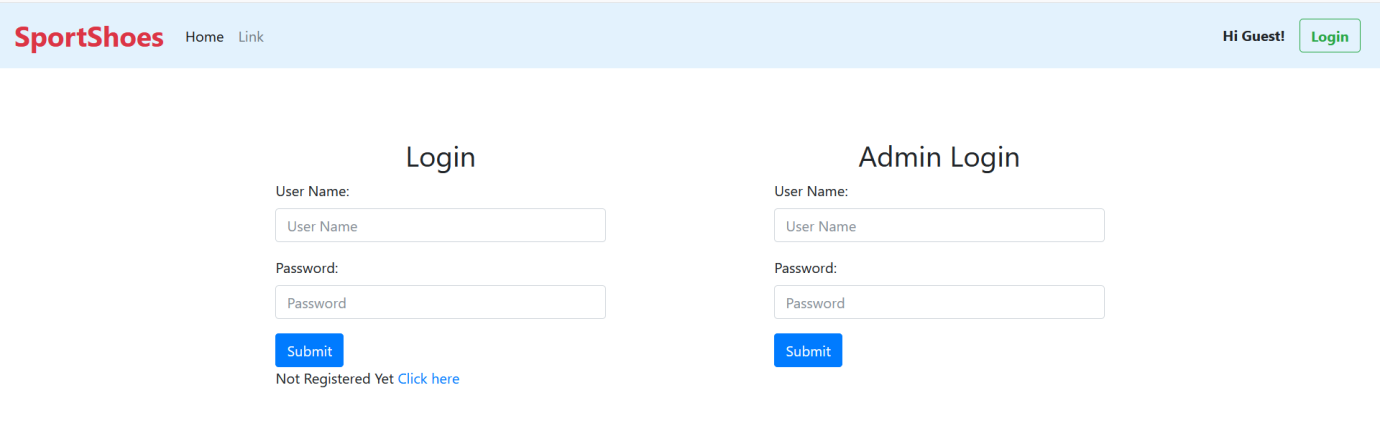 SportShoes Home Link Hi Guest! Login
Login
User Name:
User Name
Password:
Password
Submit
Not Registered Yet Click here
Admin Login
User Name:
User Name
Password:
Password
Submit